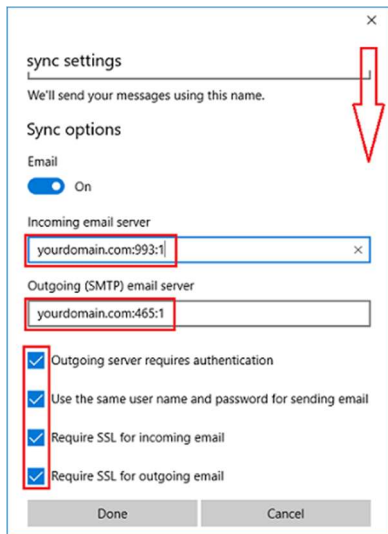 sync settings
We'll send your messages using this name.
Sync options
Email
On
Incoming email server
yourdomain.com:993:1
Outgoing (SMTP) email server
yourdomain.com:465:1
Outgoing server requires authentication
Use the same user name and password for sending email
Require SSL for incoming email
Require SSL for outgoing email
Done
Cancel